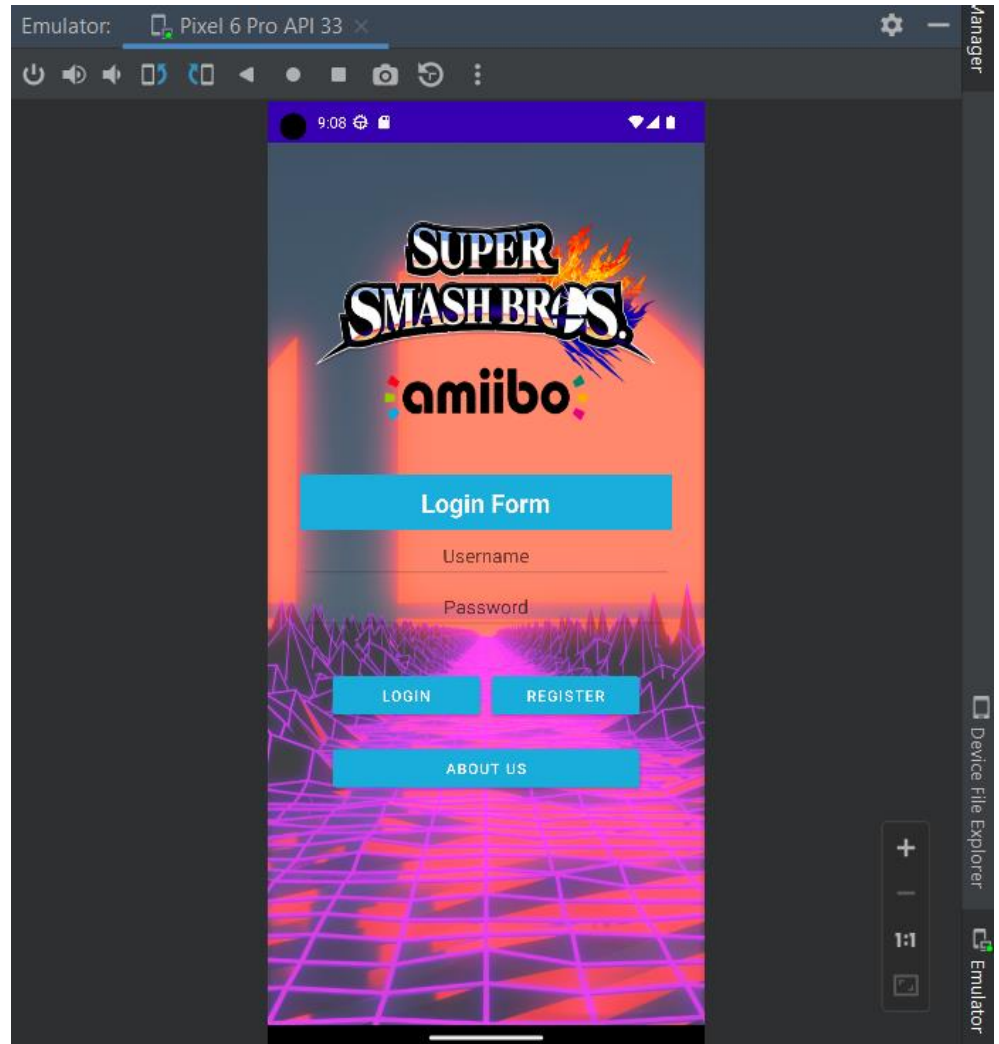 Emulator: Pixel 6 Pro API 33
Manager
9:08
SUPER
SMASH BROS.
amiibo
Login Form
Username
Password
LOGIN REGISTER
ABOUT US
1:1
Device File Explorer
Emulator